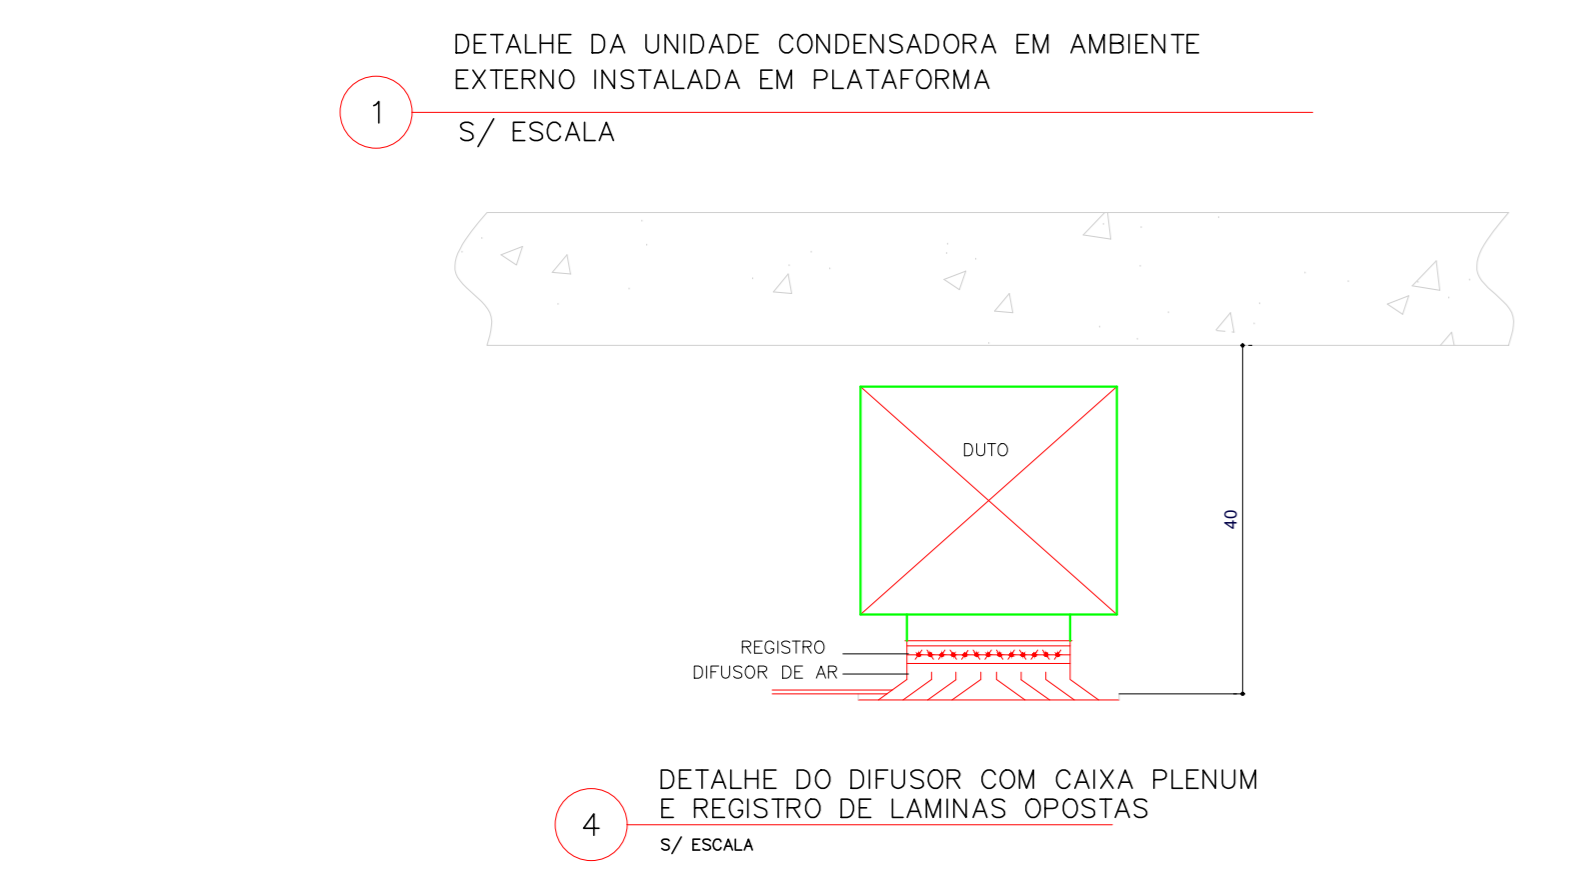 DETALHE DA UNIDADE CONDENSADORA EM AMBIENTE
EXTERNO INSTALADA EM PLATAFORMA
1
S/ ESCALA
DUTO
40
REGISTRO
DIFUSOR DE AR
DETALHE DO DIFUSOR COM CAIXA PLENUM
E REGISTRO DE LAMINAS OPOSTAS
4
S/ ESCALA